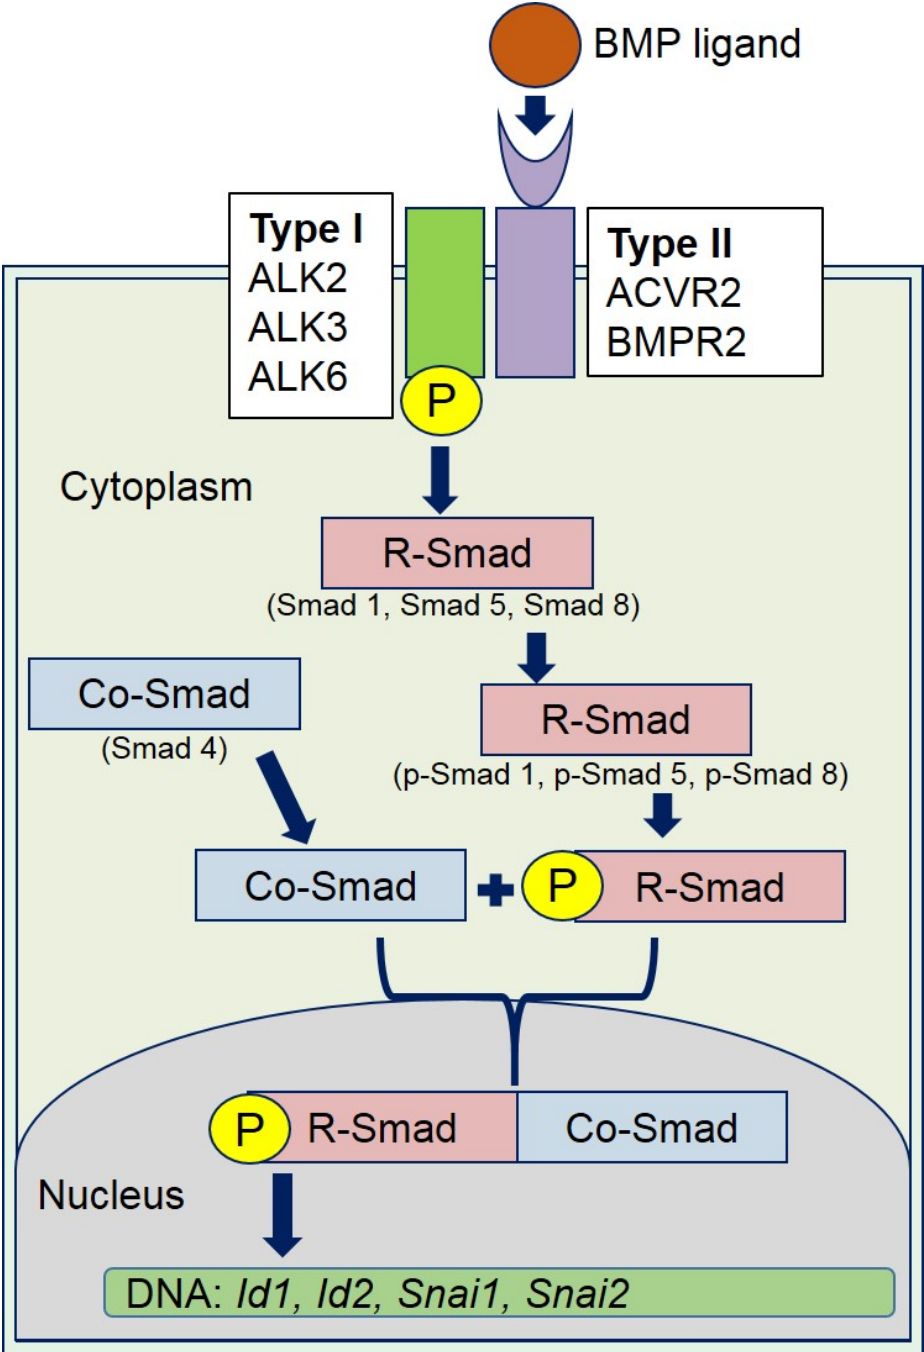 BMP ligand
Type I
ALK2
ALK3
ALK6
Type II
ACVR2
BMPR2
P
Cytoplasm
R-Smad
(Smad 1, Smad 5, Smad 8)
Co-Smad
(Smad 4)
R-Smad
(p-Smad 1, p-Smad 5, p-Smad 8)
Co-Smad
P R-Smad
P R-Smad Co-Smad
Nucleus
DNA: Id1, Id2, Snai1, Snai2